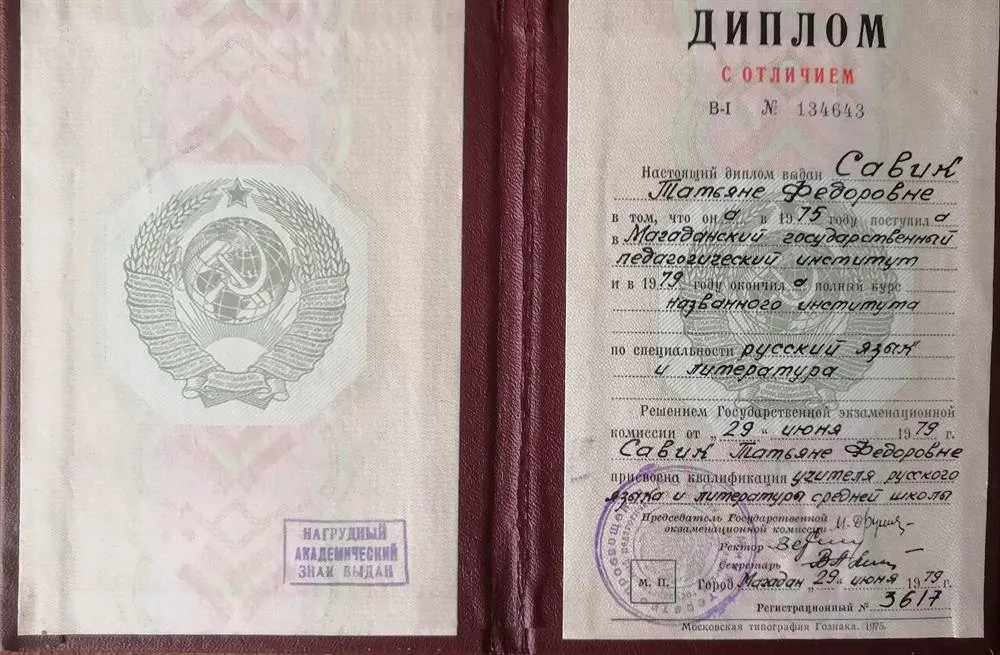 НАГРУДНЫЙ
АКАДЕМИЧЕСКИЙ
ЗНАК ВЫДАН
ДИПЛОМ
С ОТЛИЧИЕМ
В-I № 134643
Настоящий диплом выдан Савик
Татьяне Федоровне
в том, что он а в 1975 году поступил а
в Магаданский государственный
педагогический институт
и в 1979 году окончил а полный курс
названного института
по специальности русский язык
и литература
Решением Государственной экзаменационной
комиссии от „ 29 “ июня 1979 г.
Савик Татьяне Федоровне
присвоена квалификация учителя русского
языка и литературы средней школы
Председатель Государственной
экзаменационной комиссии
Ректор
Секретарь
М. П.
Город Магадан „ 29 “ июня 1979 г.
Регистрационный № 3617
Московская типография Гознака. 1975.